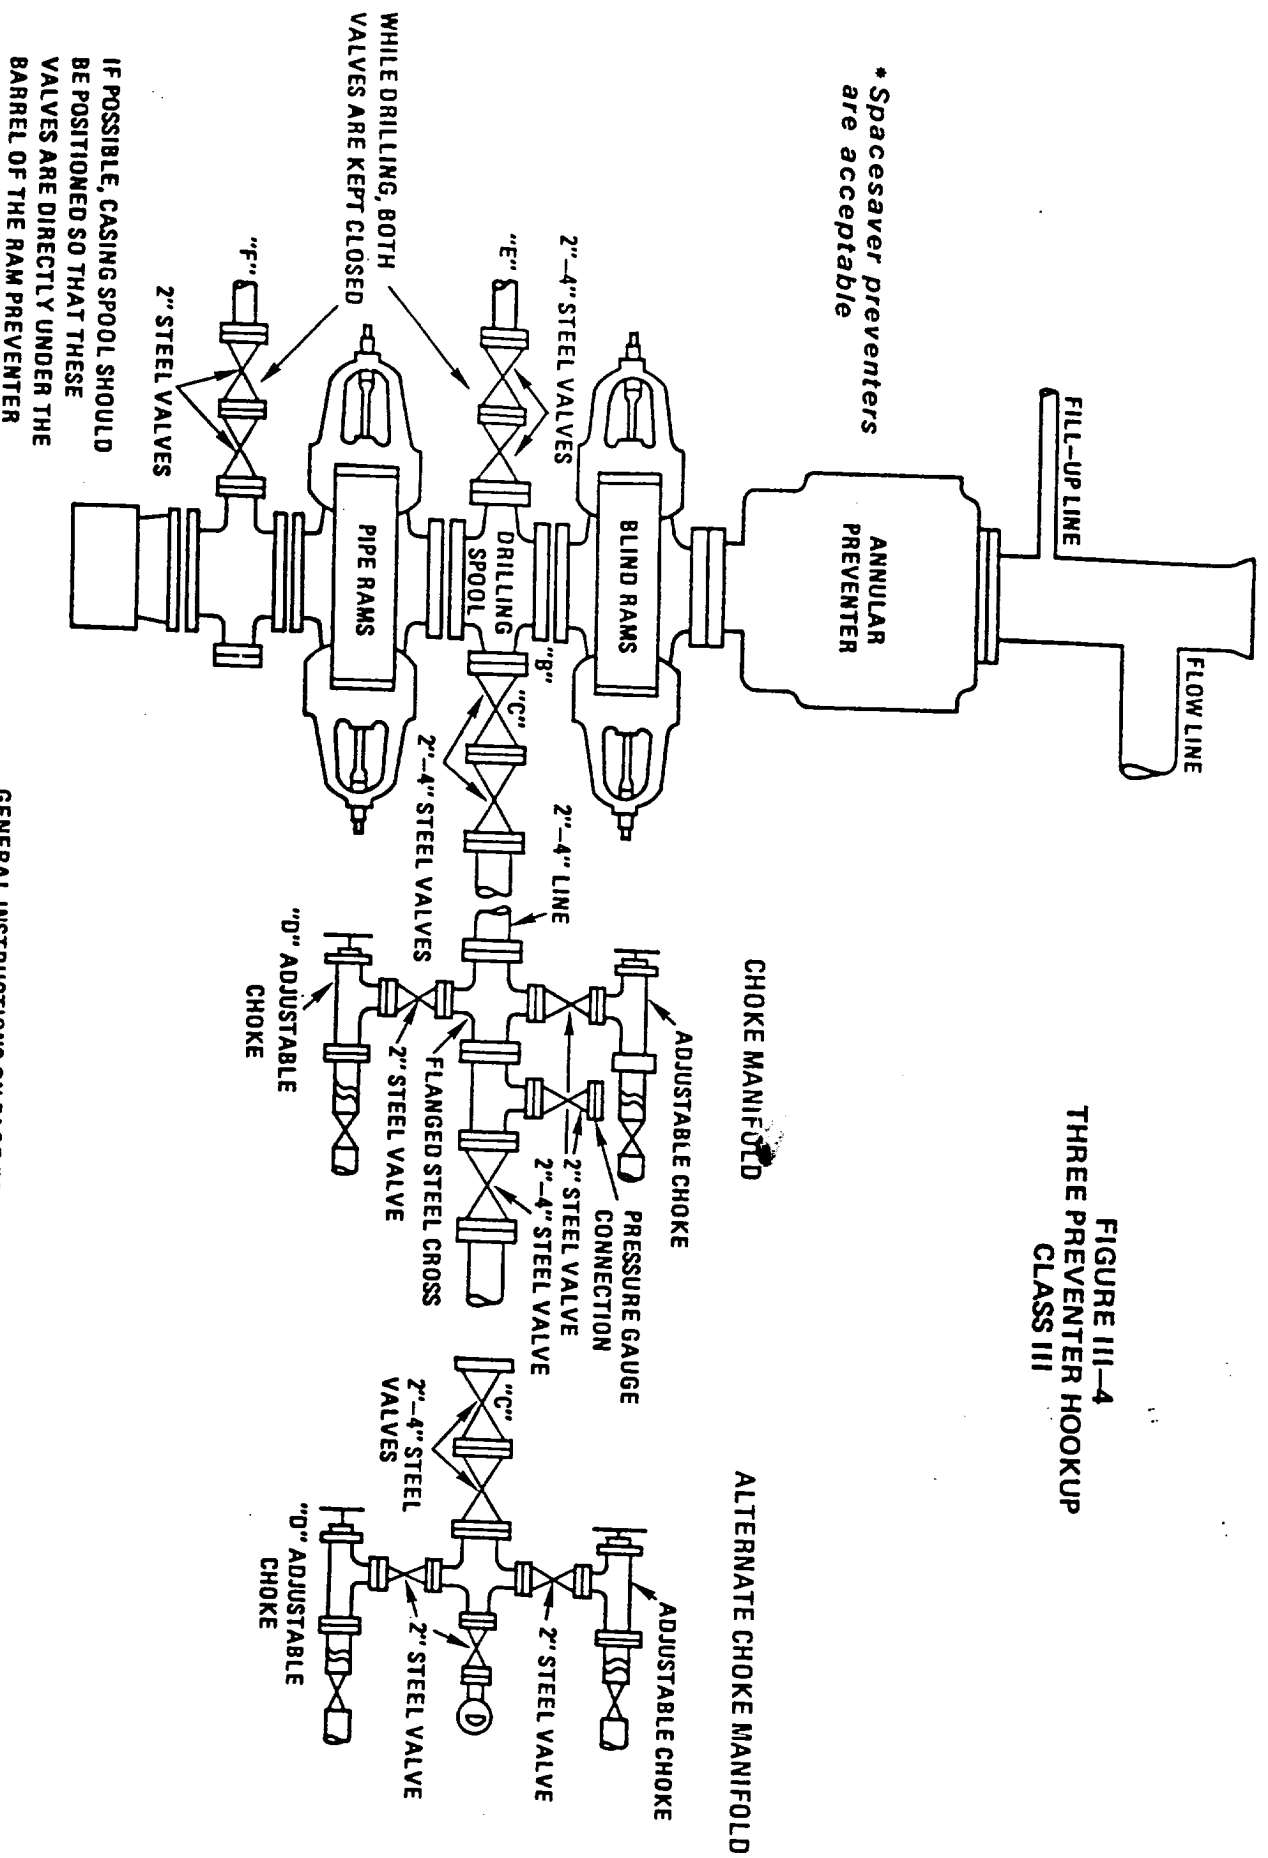 FIGURE III–4
THREE PREVENTER HOOKUP
CLASS III
FILL–UP LINE
FLOW LINE
* Spacesaver preventers
are acceptable
ANNULAR
PREVENTER
BLIND RAMS
2"–4" STEEL VALVES
"E"
DRILLING
SPOOL
"B"
"C"
2"–4" STEEL VALVES
2"–4" LINE
WHILE DRILLING, BOTH
VALVES ARE KEPT CLOSED
PIPE RAMS
"F"
2" STEEL VALVES
IF POSSIBLE, CASING SPOOL SHOULD
BE POSITIONED SO THAT THESE
VALVES ARE DIRECTLY UNDER THE
BARREL OF THE RAM PREVENTER
CHOKE MANIFOLD
ADJUSTABLE CHOKE
PRESSURE GAUGE
CONNECTION
2" STEEL VALVE
2"–4" STEEL VALVE
FLANGED STEEL CROSS
2" STEEL VALVE
"D" ADJUSTABLE
CHOKE
ALTERNATE CHOKE MANIFOLD
ADJUSTABLE CHOKE
2" STEEL VALVE
"C"
2"–4" STEEL
VALVES
D
2" STEEL VALVE
"D" ADJUSTABLE
CHOKE
GENERAL INSTRUCTIONS ON PAGE